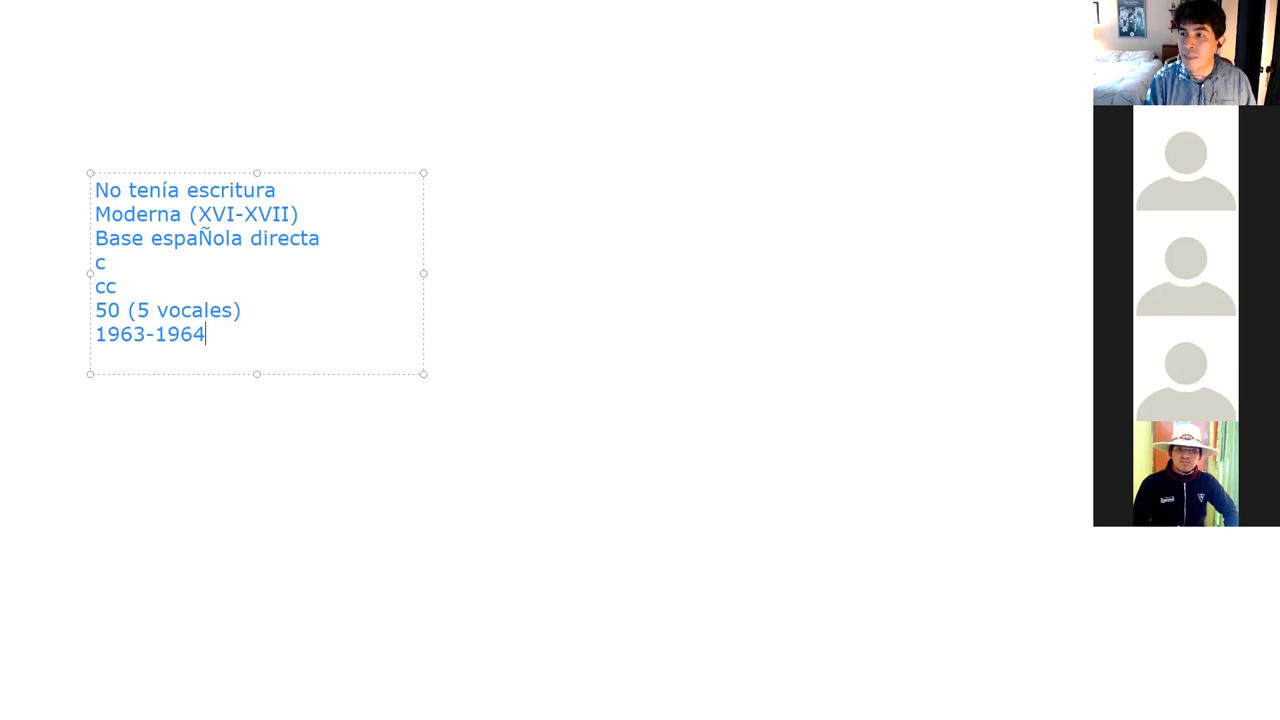 No tenía escritura
Moderna (XVI-XVII)
Base espaÑola directa
c
cc
50 (5 vocales)
1963-1964